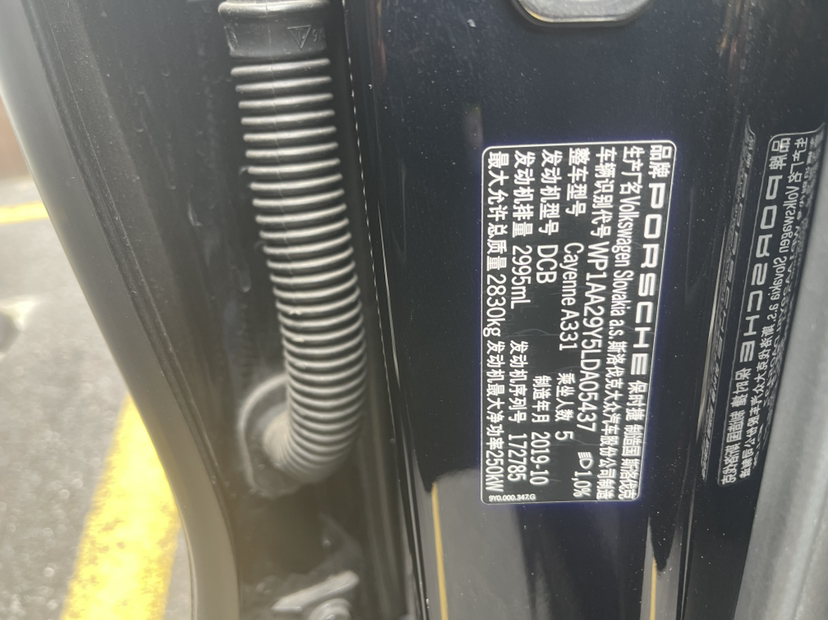 品牌 PORSCHE 保时捷 制造国 斯洛伐克
生产厂名 Volkswagen Slovakia a.s. 斯洛伐克大众汽车股份公司制造
车辆识别代号 WP1AA29Y5LDA05437
整车型号 Cayenne A331 乘坐人数 5 1,0%
发动机型号 DCB 制造年月 2019-10
发动机排量 2995mL 发动机序列号 172785
最大允许总质量 2830kg 发动机最大净功率250kW
9Y0.000.347.G